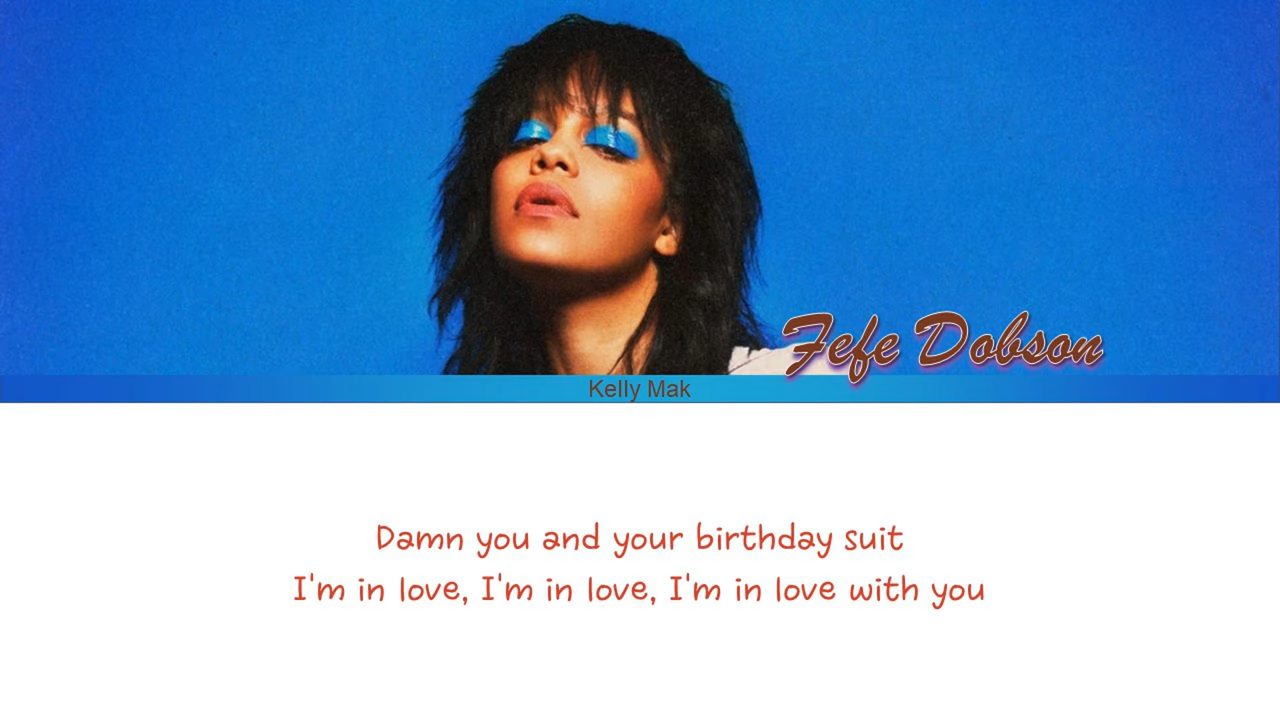 Fefe Dobson
Kelly Mak
Damn you and your birthday suit
I'm in love, I'm in love, I'm in love with you